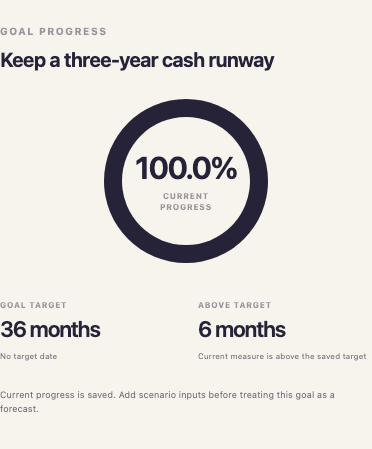 GOAL PROGRESS
Keep a three-year cash runway
100.0%
CURRENT
PROGRESS
GOAL TARGET
36 months
No target date
ABOVE TARGET
6 months
Current measure is above the saved target
Current progress is saved. Add scenario inputs before treating this goal as a
forecast.